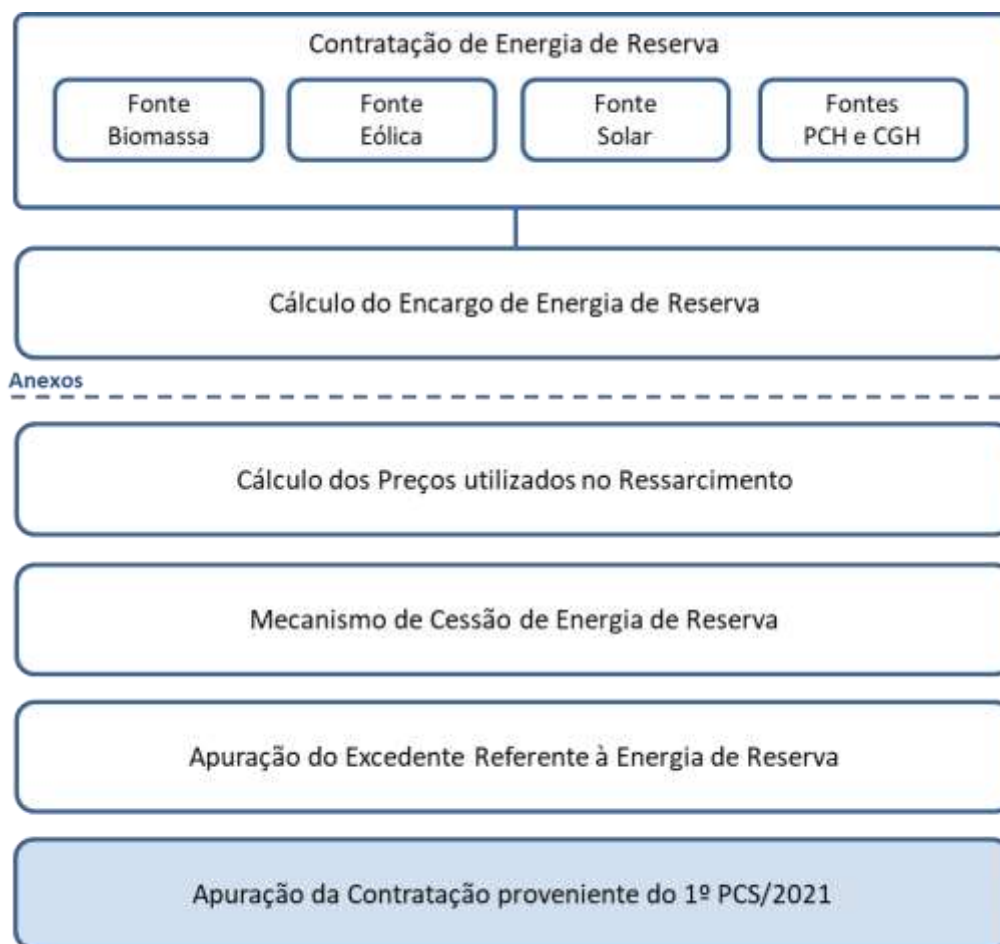 Contratação de Energia de Reserva
Fonte
Biomassa
Fonte
Eólica
Fonte
Solar
Fontes
PCH e CGH
Cálculo do Encargo de Energia de Reserva
Anexos
Cálculo dos Preços utilizados no Ressarcimento
Mecanismo de Cessão de Energia de Reserva
Apuração do Excedente Referente à Energia de Reserva
Apuração da Contratação proveniente do 1º PCS/2021